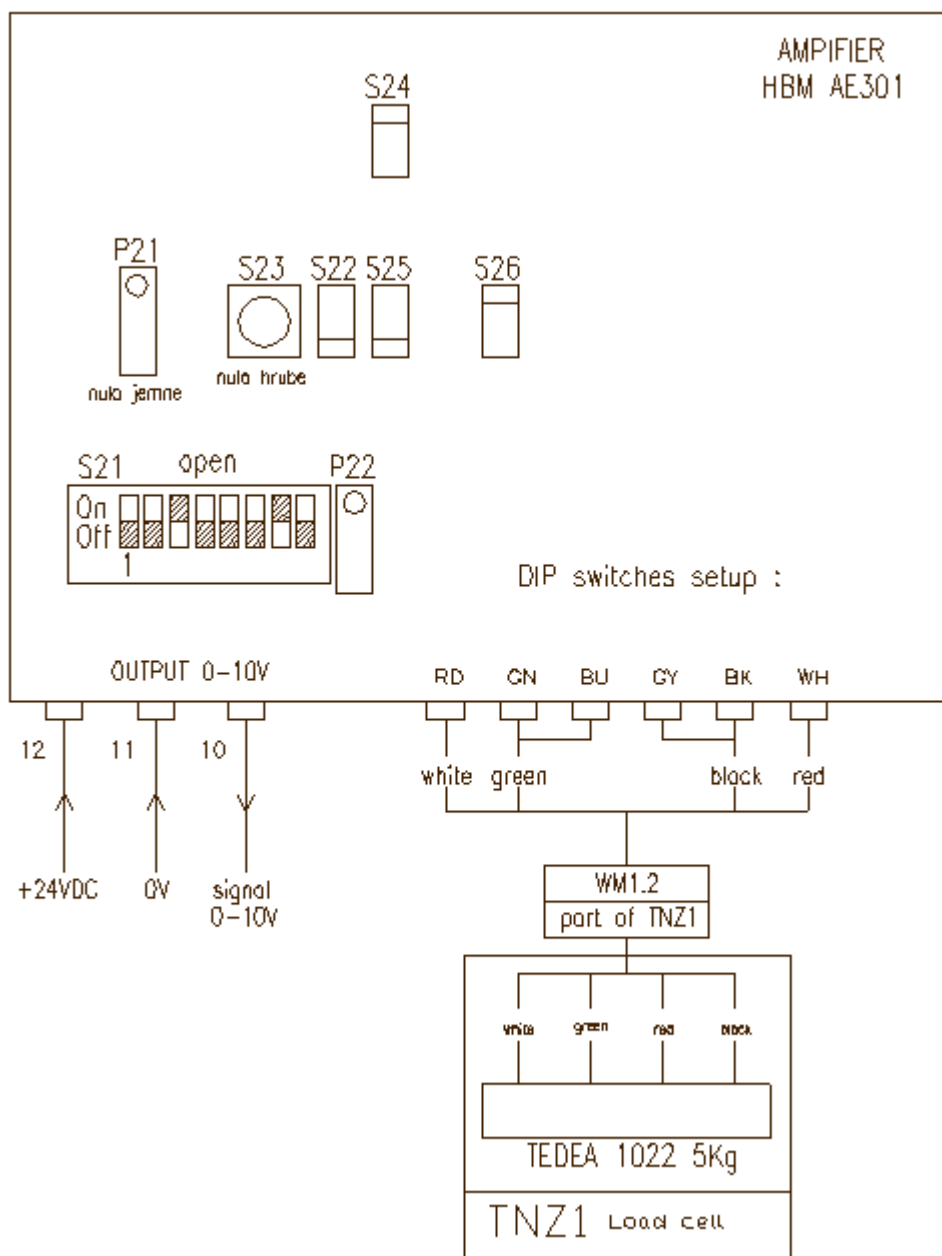 AMPIFIER
HBM AE301
S24
P21
S23 S22 S25
S26
nula jemne
nula hrube
S21 open P22
On
Off
1
DIP switches setup :
OUTPUT 0-10V
RD GN BU GY BK WH
12 11 10
white green black red
+24VDC 0V signal
0-10V
WM1.2
part of TNZ1
white green red black
TEDEA 1022 5Kg
TNZ1 Load cell